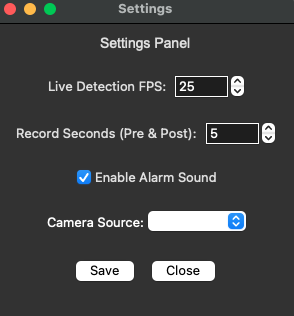 Settings
Settings Panel
Live Detection FPS: 25
Record Seconds (Pre & Post): 5
Enable Alarm Sound
Camera Source:
Save Close